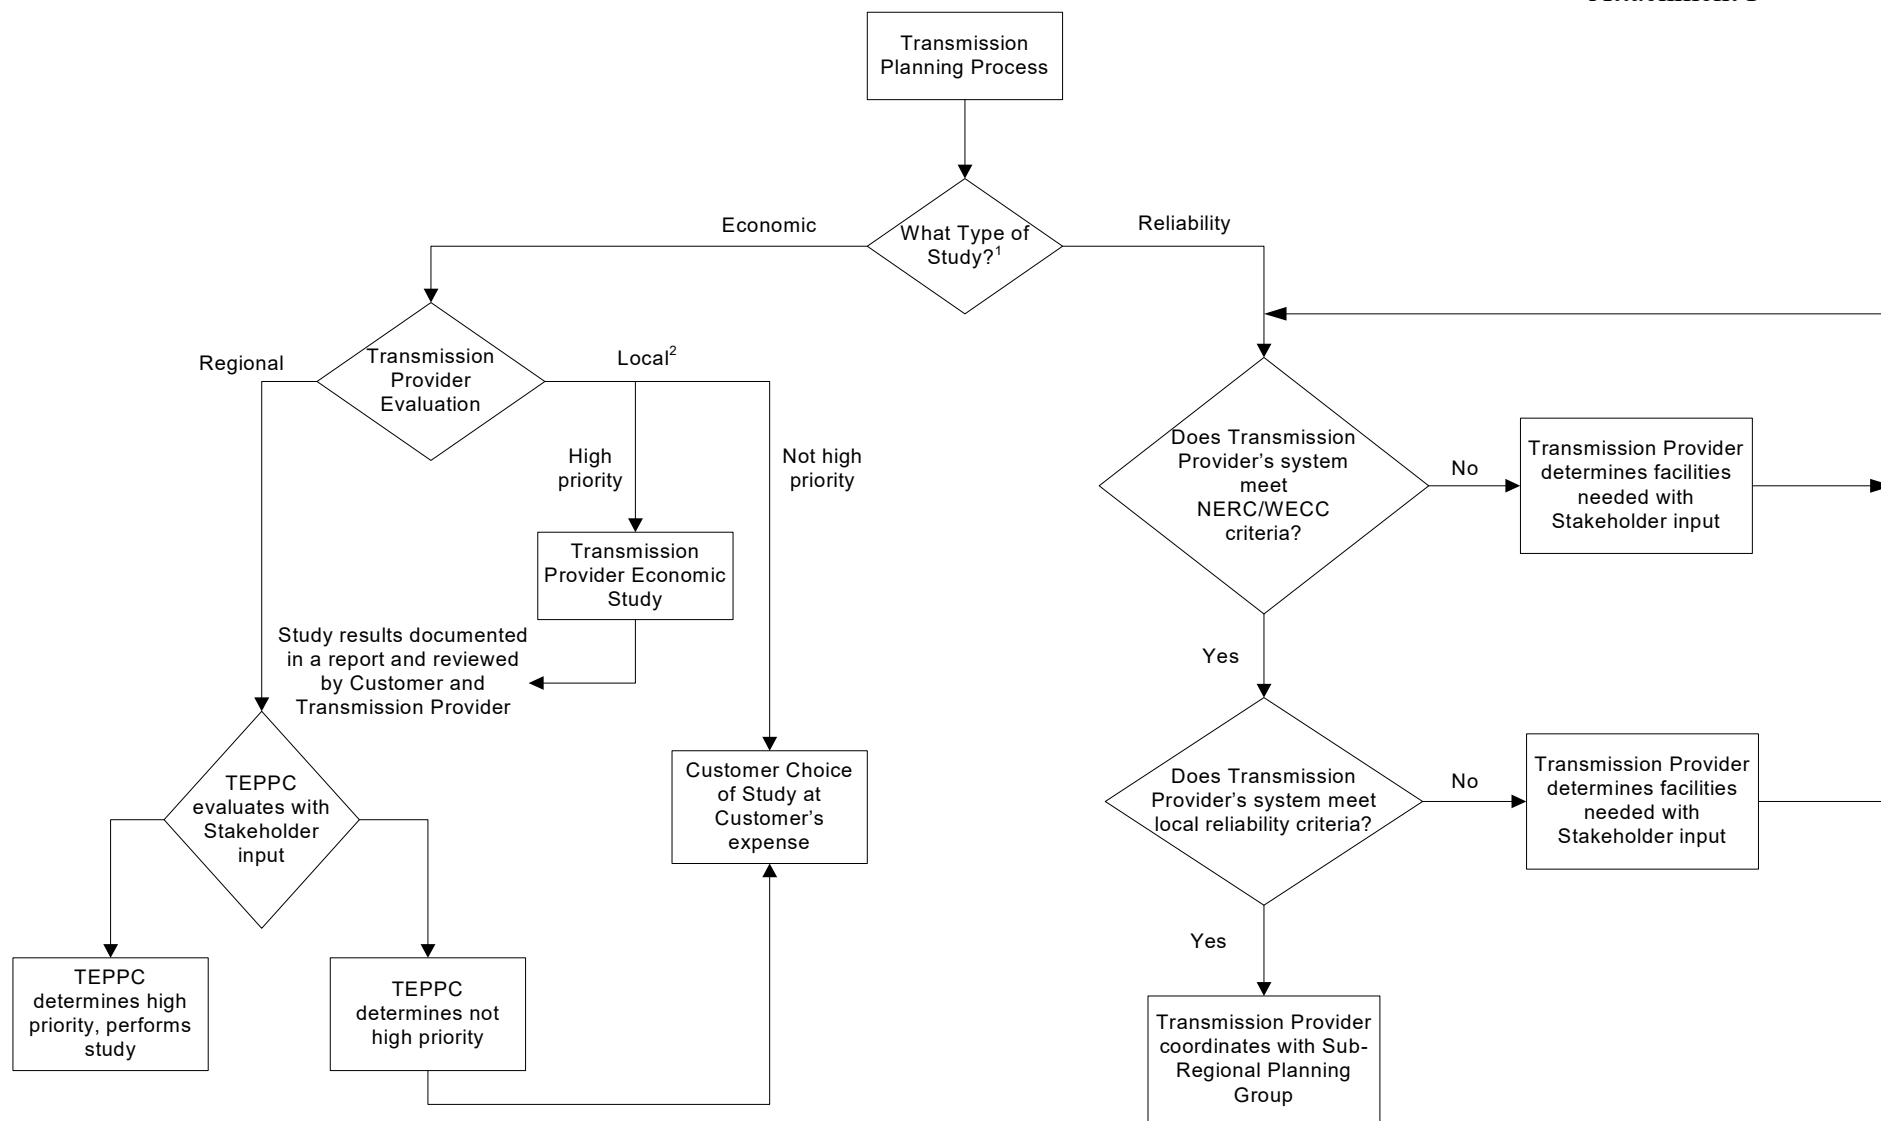 Transmission
Planning Process
Economic
Reliability
What Type of
Study?¹
Regional
Transmission
Provider
Evaluation
Local²
High
priority
Not high
priority
Does Transmission
Provider’s system
meet
NERC/WECC
criteria?
No
Transmission Provider
determines facilities
needed with
Stakeholder input
Transmission
Provider Economic
Study
Study results documented
in a report and reviewed
by Customer and
Transmission Provider
Yes
TEPPC
evaluates with
Stakeholder
input
Customer Choice
of Study at
Customer’s
expense
Does Transmission
Provider’s system meet
local reliability criteria?
No
Transmission Provider
determines facilities
needed with
Stakeholder input
Yes
TEPPC
determines high
priority, performs
study
TEPPC
determines not
high priority
Transmission Provider
coordinates with Sub-
Regional Planning
Group